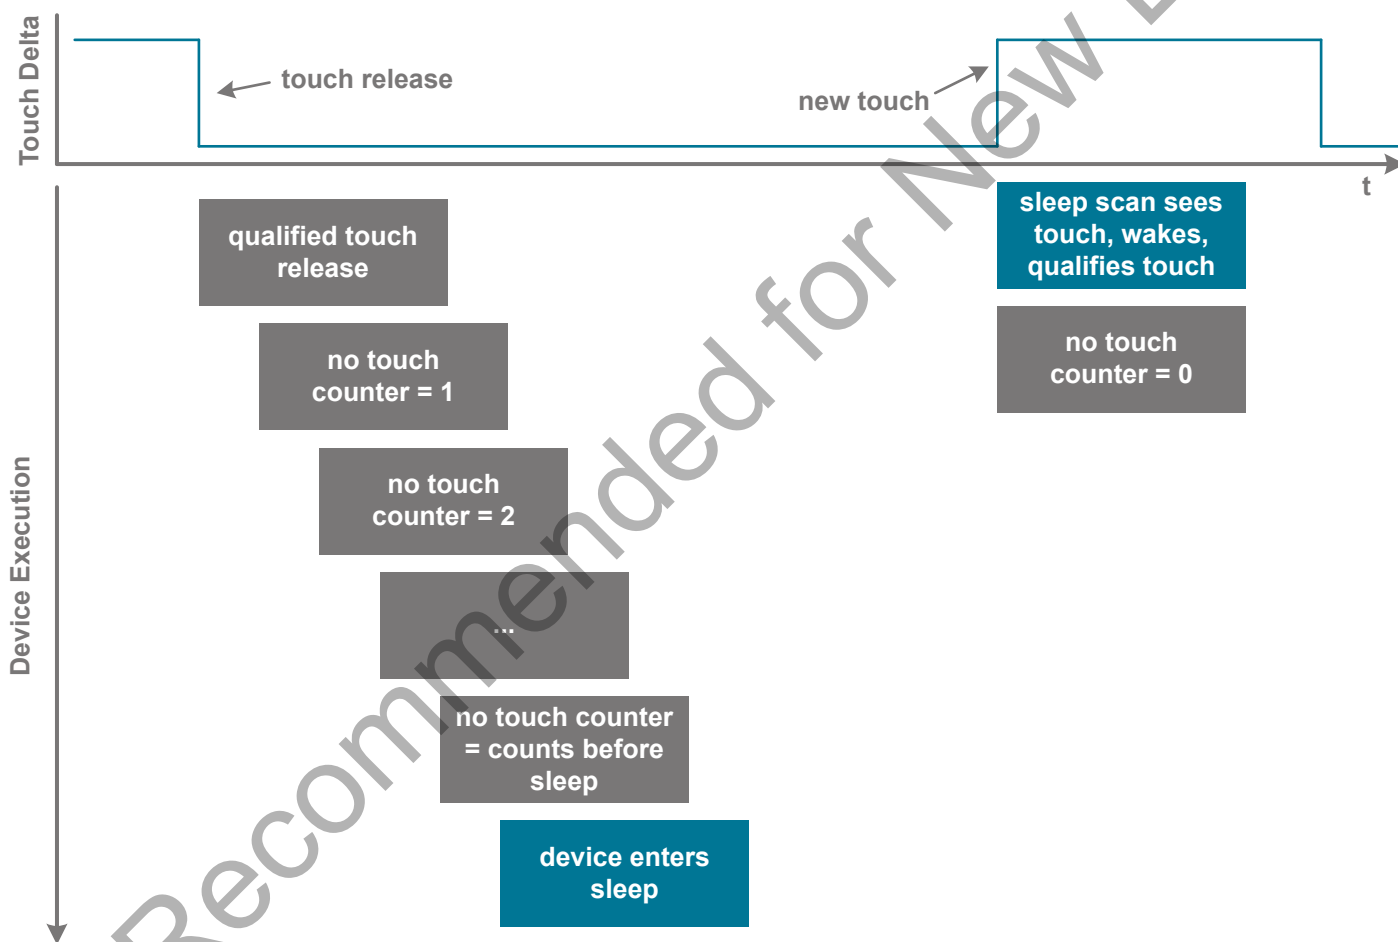 Touch Delta
touch release
new touch
t
Device Execution
qualified touch
release
no touch
counter = 1
no touch
counter = 2
...
no touch counter
= counts before
sleep
device enters
sleep
sleep scan sees
touch, wakes,
qualifies touch
no touch
counter = 0
Recommended for New